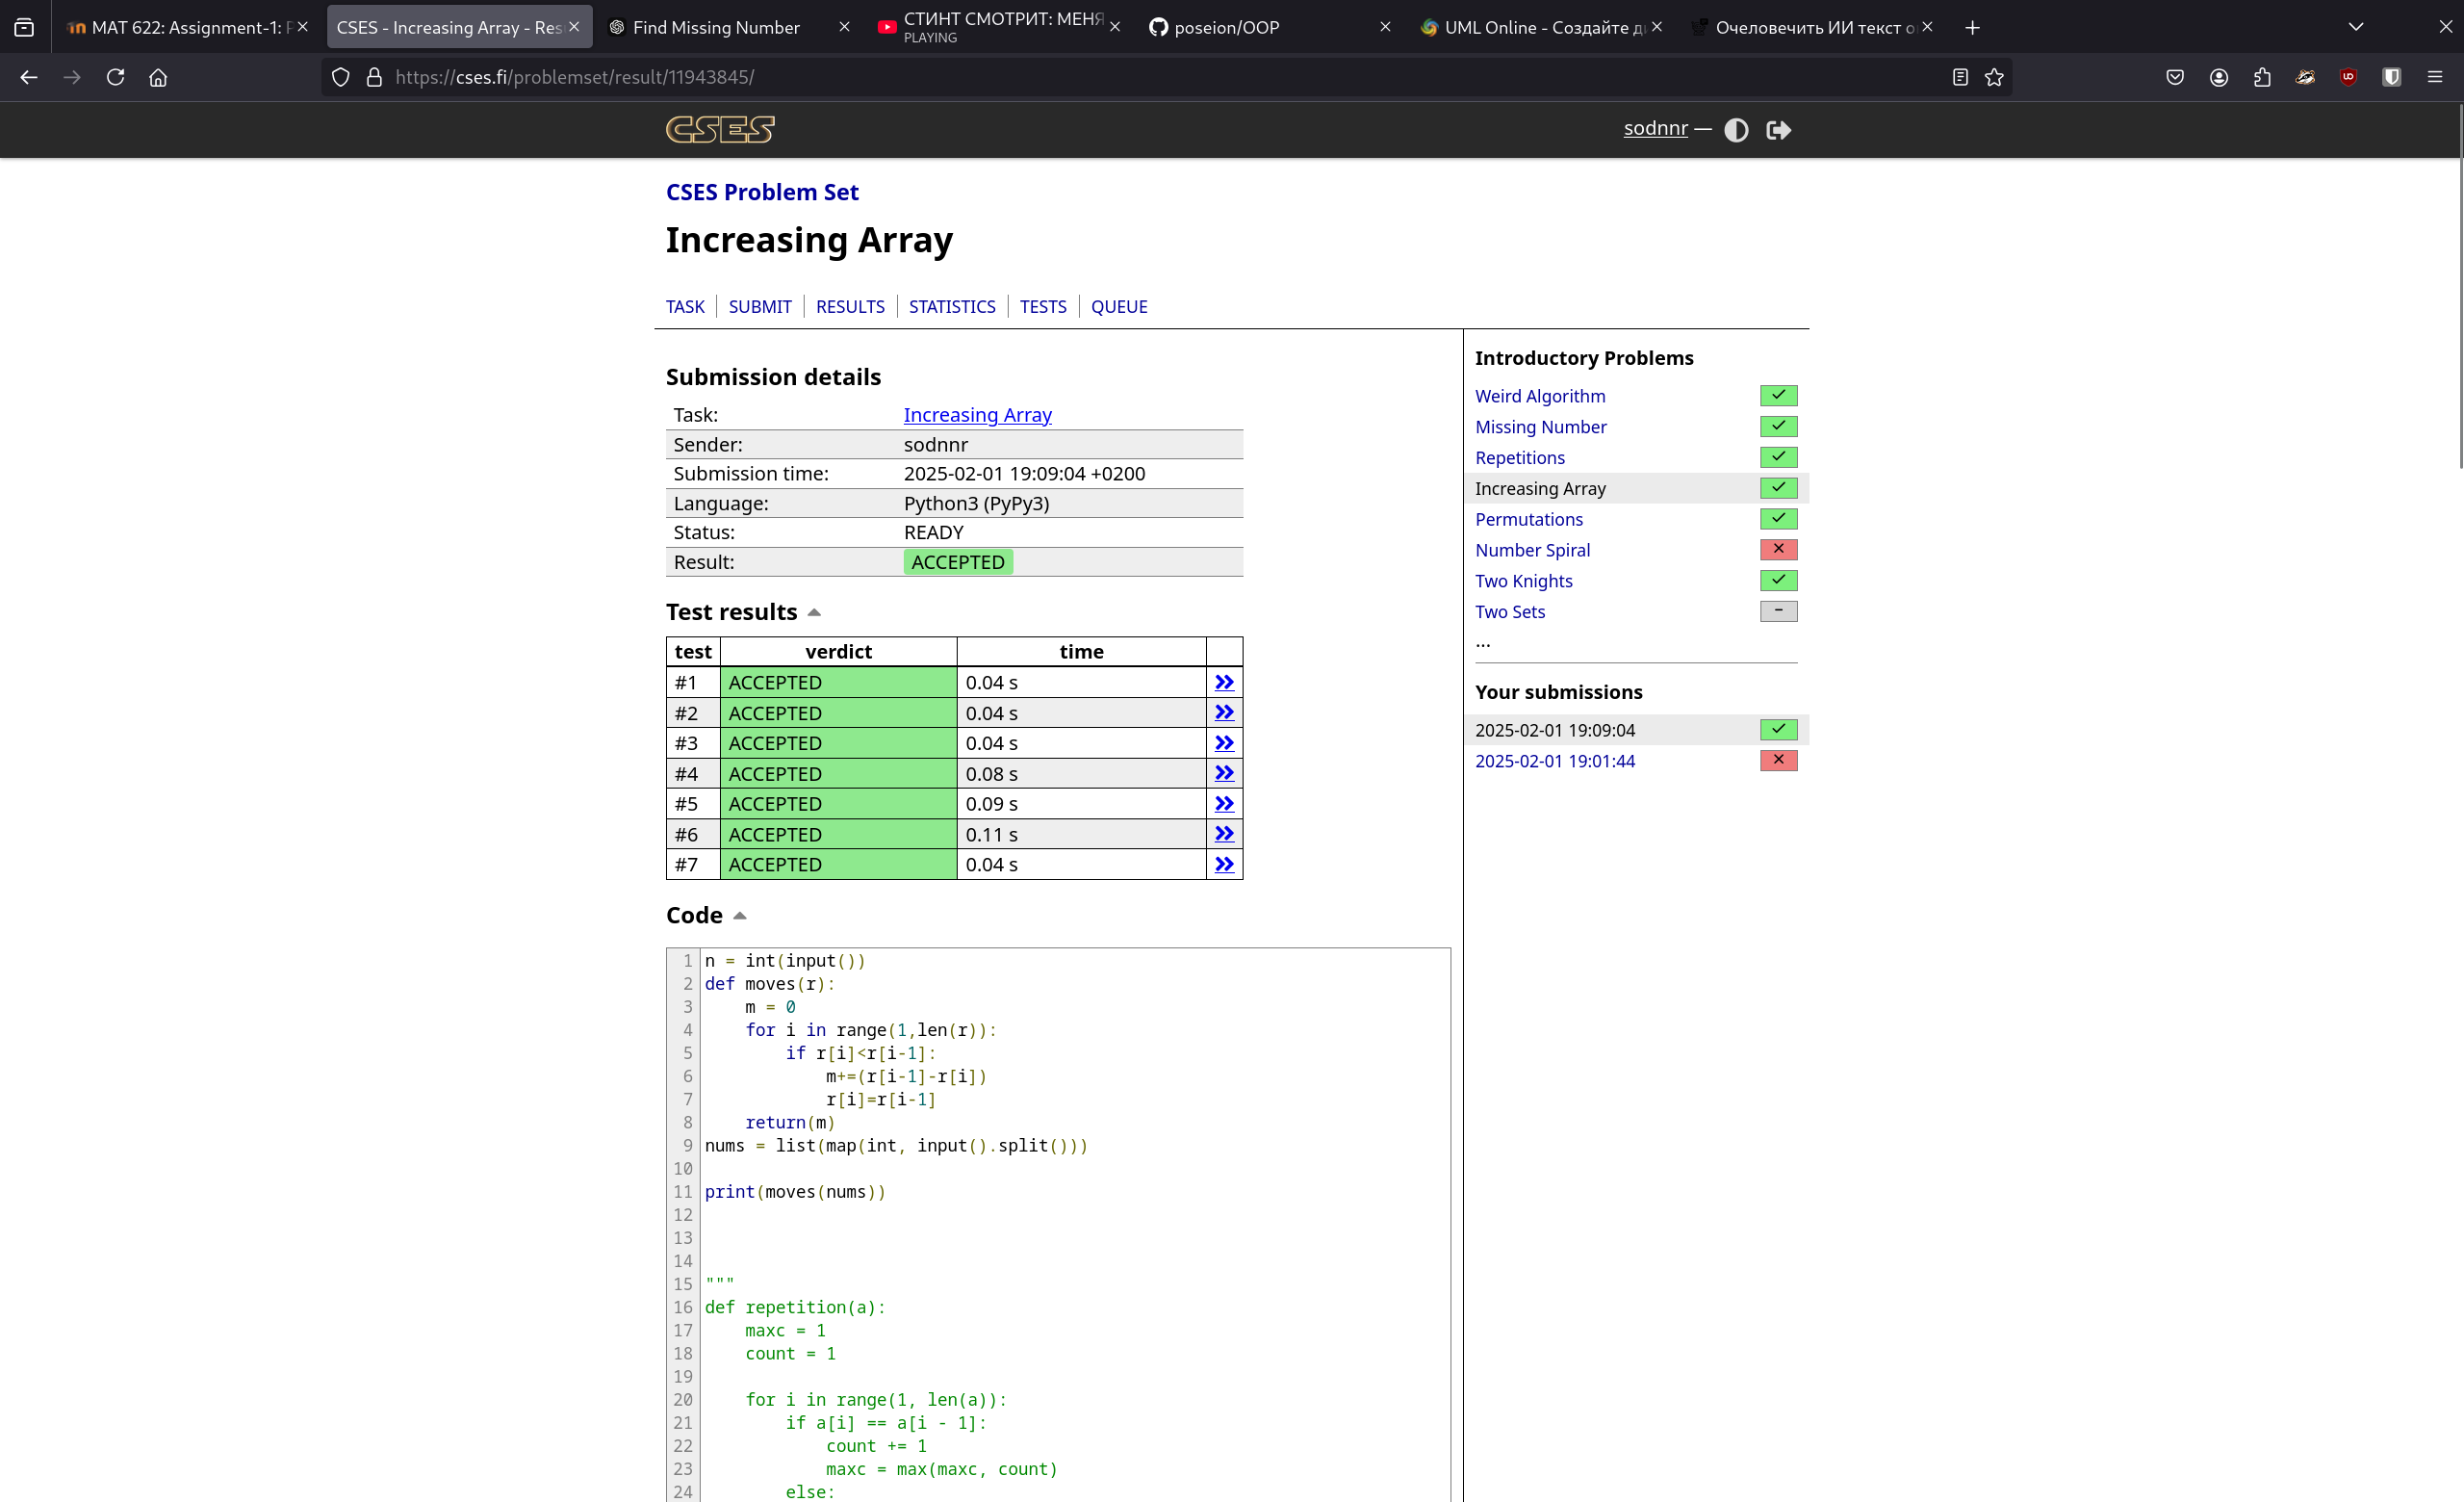 MAT 622: Assignment-1: F
CSES - Increasing Array - Res
Find Missing Number
СТИНТ СМОТРИТ: МЕНЯ
PLAYING
poseion/OOP
UML Online - Создайте ди
Очеловечить ИИ текст о
https://cses.fi/problemset/result/11943845/
CSES
sodnnr —
CSES Problem Set
Increasing Array
TASK | SUBMIT | RESULTS | STATISTICS | TESTS | QUEUE
Submission details
Task: Increasing Array
Sender: sodnnr
Submission time: 2025-02-01 19:09:04 +0200
Language: Python3 (PyPy3)
Status: READY
Result: ACCEPTED
Test results
test verdict time
#1 ACCEPTED 0.04 s
#2 ACCEPTED 0.04 s
#3 ACCEPTED 0.04 s
#4 ACCEPTED 0.08 s
#5 ACCEPTED 0.09 s
#6 ACCEPTED 0.11 s
#7 ACCEPTED 0.04 s
Code
1 n = int(input())
2 def moves(r):
3     m = 0
4     for i in range(1,len(r)):
5         if r[i]<r[i-1]:
6             m+=(r[i-1]-r[i])
7             r[i]=r[i-1]
8     return(m)
9 nums = list(map(int, input().split()))
10
11 print(moves(nums))
12
13
14
15 """
16 def repetition(a):
17     maxc = 1
18     count = 1
19
20     for i in range(1, len(a)):
21         if a[i] == a[i - 1]:
22             count += 1
23             maxc = max(maxc, count)
24         else:
Introductory Problems
Weird Algorithm
Missing Number
Repetitions
Increasing Array
Permutations
Number Spiral
Two Knights
Two Sets
...
Your submissions
2025-02-01 19:09:04
2025-02-01 19:01:44